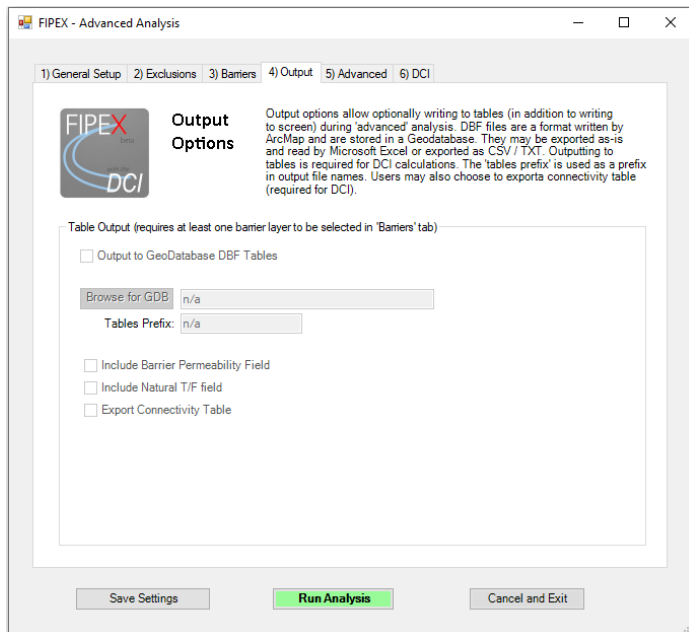 FIPEX - Advanced Analysis
1) General Setup 2) Exclusions 3) Barriers 4) Output 5) Advanced 6) DCI
FIPEX
beta
DCI
Output
Options
Output options allow optionally writing to tables (in addition to writing
to screen) during 'advanced' analysis. DBF files are a format written by
ArcMap and are stored in a Geodatabase. They may be exported as-is
and read by Microsoft Excel or exported as CSV / TXT. Outputting to
tables is required for DCI calculations. The 'tables prefix' is used as a prefix
in output file names. Users may also choose to exporta connectivity table
(required for DCI).
Table Output (requires at least one barrier layer to be selected in 'Barriers' tab)
Output to GeoDatabase DBF Tables
Browse for GDB n/a
Tables Prefix: n/a
Include Barrier Permeability Field
Include Natural T/F field
Export Connectivity Table
Save Settings Run Analysis Cancel and Exit